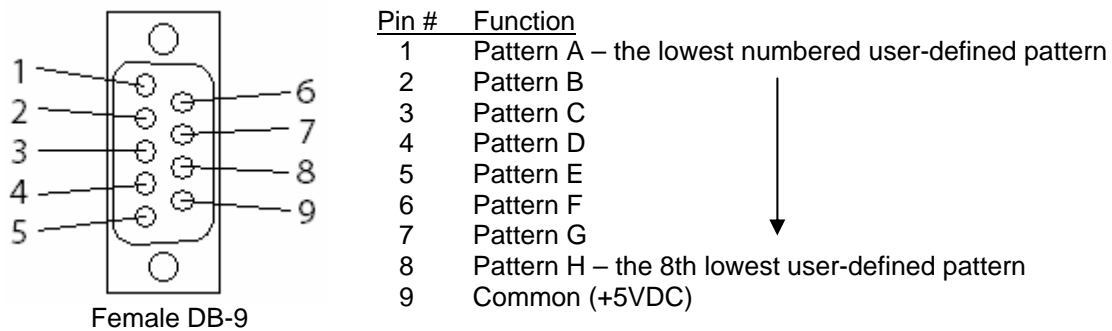 1
2
3
4
5
6
7
8
9
Female DB-9
Pin # Function
1 Pattern A – the lowest numbered user-defined pattern
2 Pattern B
3 Pattern C
4 Pattern D
5 Pattern E
6 Pattern F
7 Pattern G
8 Pattern H – the 8th lowest user-defined pattern
9 Common (+5VDC)